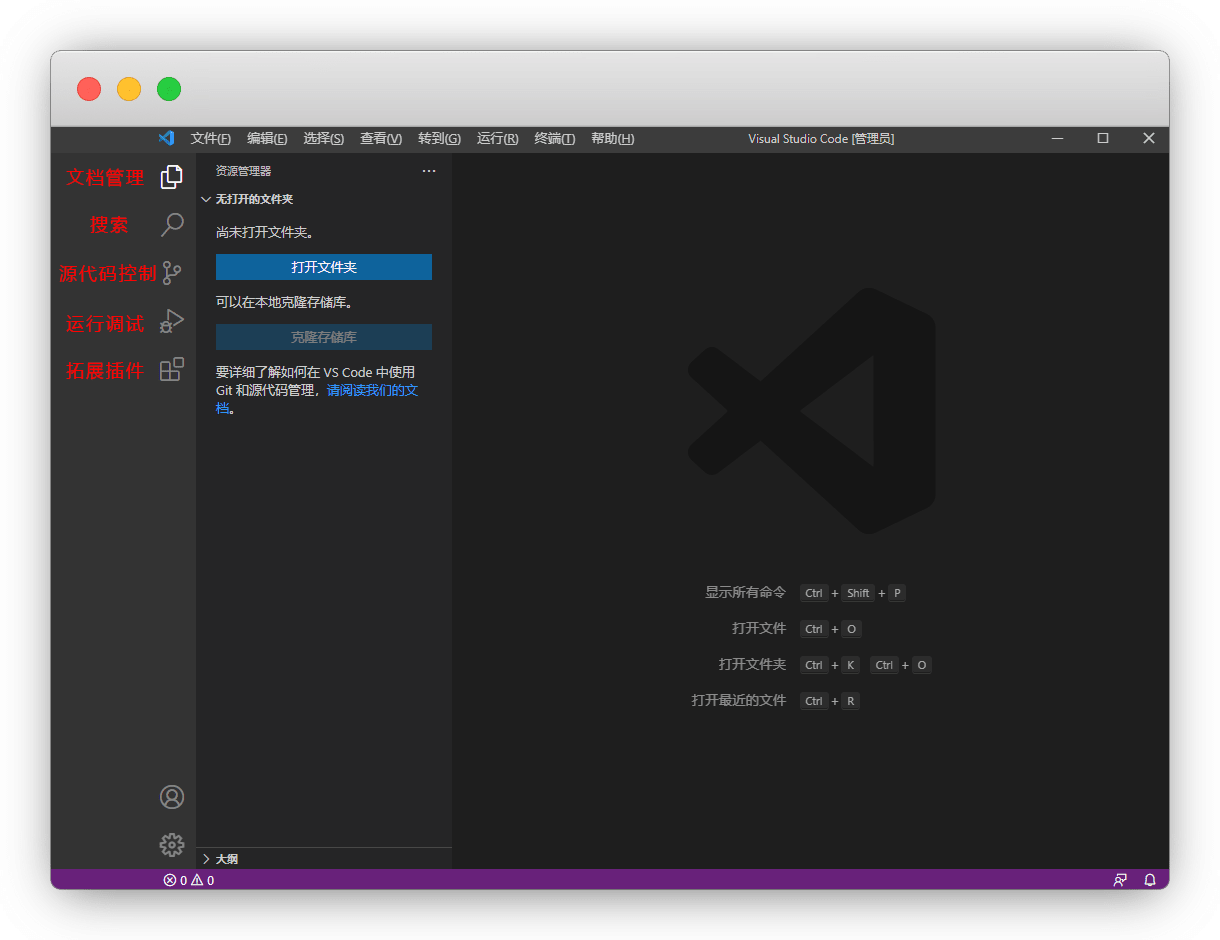 文件(F) 编辑(E) 选择(S) 查看(V) 转到(G) 运行(R) 终端(T) 帮助(H) Visual Studio Code [管理员]
文档管理
搜索
源代码控制
运行调试
拓展插件
资源管理器
无打开的文件夹
尚未打开文件夹。
打开文件夹
可以在本地克隆存储库。
克隆存储库
要详细了解如何在 VS Code 中使用
Git 和源代码管理，请阅读我们的文
档。
大纲
显示所有命令 Ctrl + Shift + P
打开文件 Ctrl + O
打开文件夹 Ctrl + K Ctrl + O
打开最近的文件 Ctrl + R
0 0